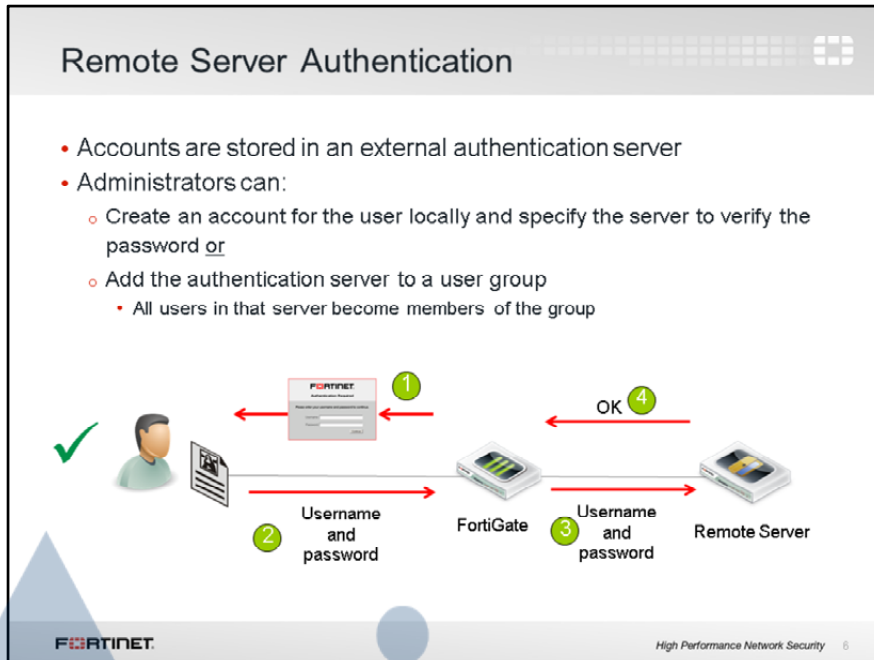 Remote Server Authentication
• Accounts are stored in an external authentication server
• Administrators can:
o Create an account for the user locally and specify the server to verify the
password or
o Add the authentication server to a user group
• All users in that server become members of the group
FORTINET
1
OK 4
2
Username
and
password
FortiGate
3
Username
and
password
Remote Server
FORTINET
High Performance Network Security 6